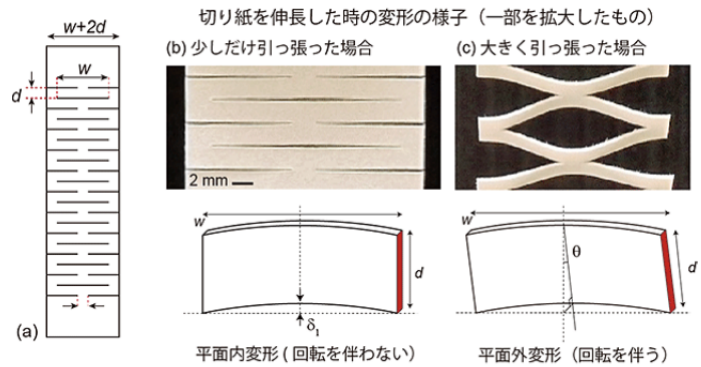 切り紙を伸長した時の変形の様子（一部を拡大したもの）
w+2d
w
d
(a)
(b) 少しだけ引っ張った場合
(c) 大きく引っ張った場合
2 mm
w
d
δ1
平面内変形 ( 回転を伴わない）
w
θ
d
平面外変形（回転を伴う）